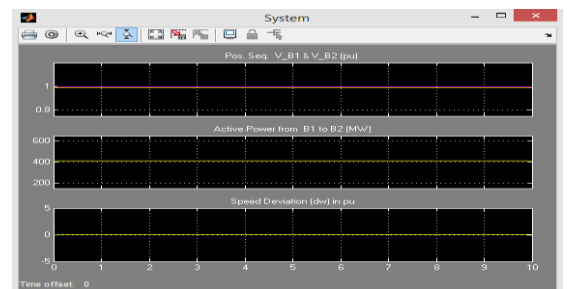 System
Pos. Seq. V_B1 & V_B2 (pu)
1
0.8
Active Power from B1 to B2 (MW)
600
400
200
Speed Deviation (dw) in pu
5
0
-5
0 1 2 3 4 5 6 7 8 9 10
Time offset: 0